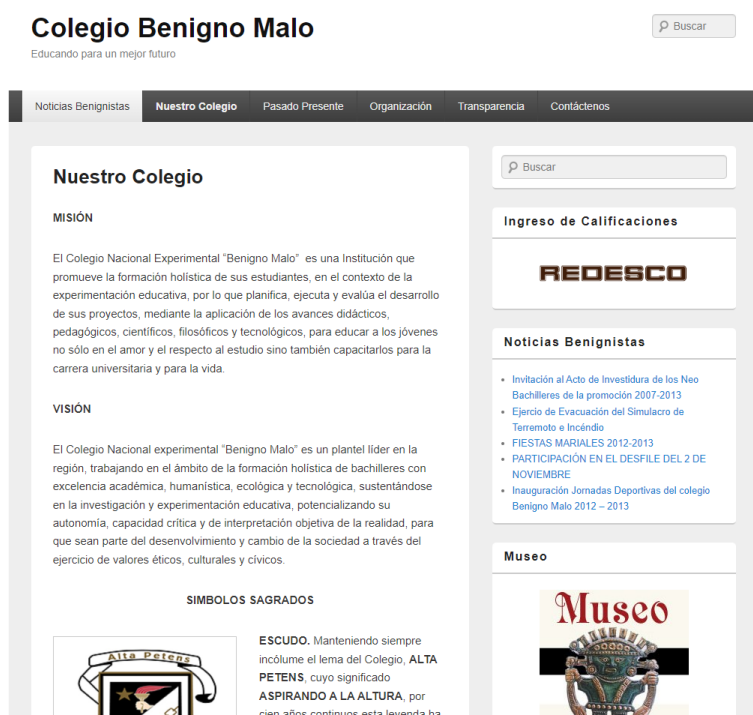 Colegio Benigno Malo
Educando para un mejor futuro
Buscar
Noticias Benignistas
Nuestro Colegio
Pasado Presente
Organización
Transparencia
Contáctenos
Nuestro Colegio
MISIÓN
El Colegio Nacional Experimental “Benigno Malo”  es una Institución que
promueve la formación holística de sus estudiantes, en el contexto de la
experimentación educativa, por lo que planifica, ejecuta y evalúa el desarrollo
de sus proyectos, mediante la aplicación de los avances didácticos,
pedagógicos, científicos, filosóficos y tecnológicos, para educar a los jóvenes
no sólo en el amor y el respecto al estudio sino también capacitarlos para la
carrera universitaria y para la vida.
VISIÓN
El Colegio Nacional experimental “Benigno Malo” es un plantel líder en la
región, trabajando en el ámbito de la formación holística de bachilleres con
excelencia académica, humanística, ecológica y tecnológica, sustentándose
en la investigación y experimentación educativa, potencializando su
autonomía, capacidad crítica y de interpretación objetiva de la realidad, para
que sean parte del desenvolvimiento y cambio de la sociedad a través del
ejercicio de valores éticos, culturales y cívicos.
SIMBOLOS SAGRADOS
Alta Petens
ESCUDO. Manteniendo siempre
incólume el lema del Colegio, ALTA
PETENS, cuyo significado
ASPIRANDO A LA ALTURA, por
cien años continuos esta leyenda ha
Buscar
Ingreso de Calificaciones
REDESCO
Noticias Benignistas
Invitación al Acto de Investidura de los Neo
Bachilleres de la promoción 2007-2013
Ejercio de Evacuación del Simulacro de
Terremoto e Incéndio
FIESTAS MARIALES 2012-2013
PARTICIPACIÓN EN EL DESFILE DEL 2 DE
NOVIEMBRE
Inauguración Jornadas Deportivas del colegio
Benigno Malo 2012 – 2013
Museo
Museo